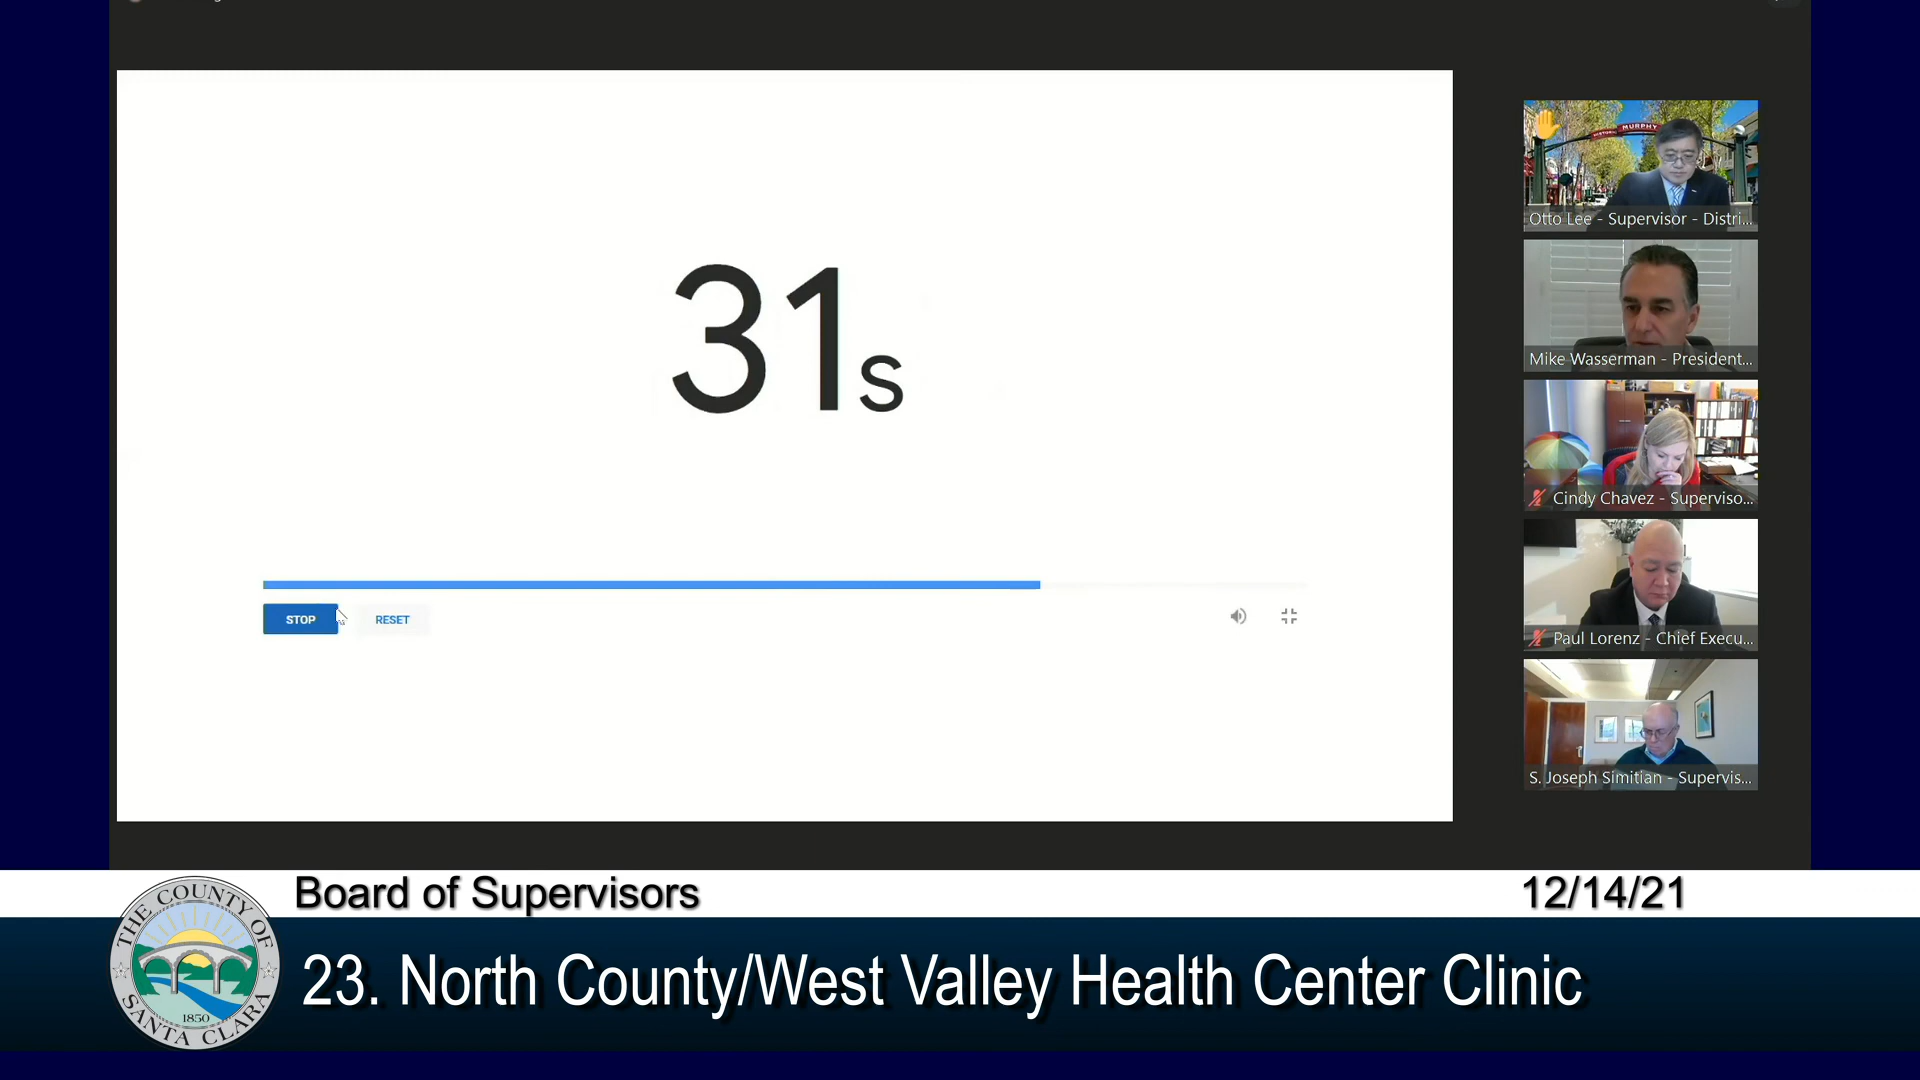 31s
STOP
RESET
MURPHY
Otto Lee - Supervisor - Distri...
Mike Wasserman - President...
Cindy Chavez - Superviso...
Paul Lorenz - Chief Execu...
S. Joseph Simitian - Supervis...
Board of Supervisors
12/14/21
THE COUNTY OF
SANTA CLARA
1850
23. North County/West Valley Health Center Clinic